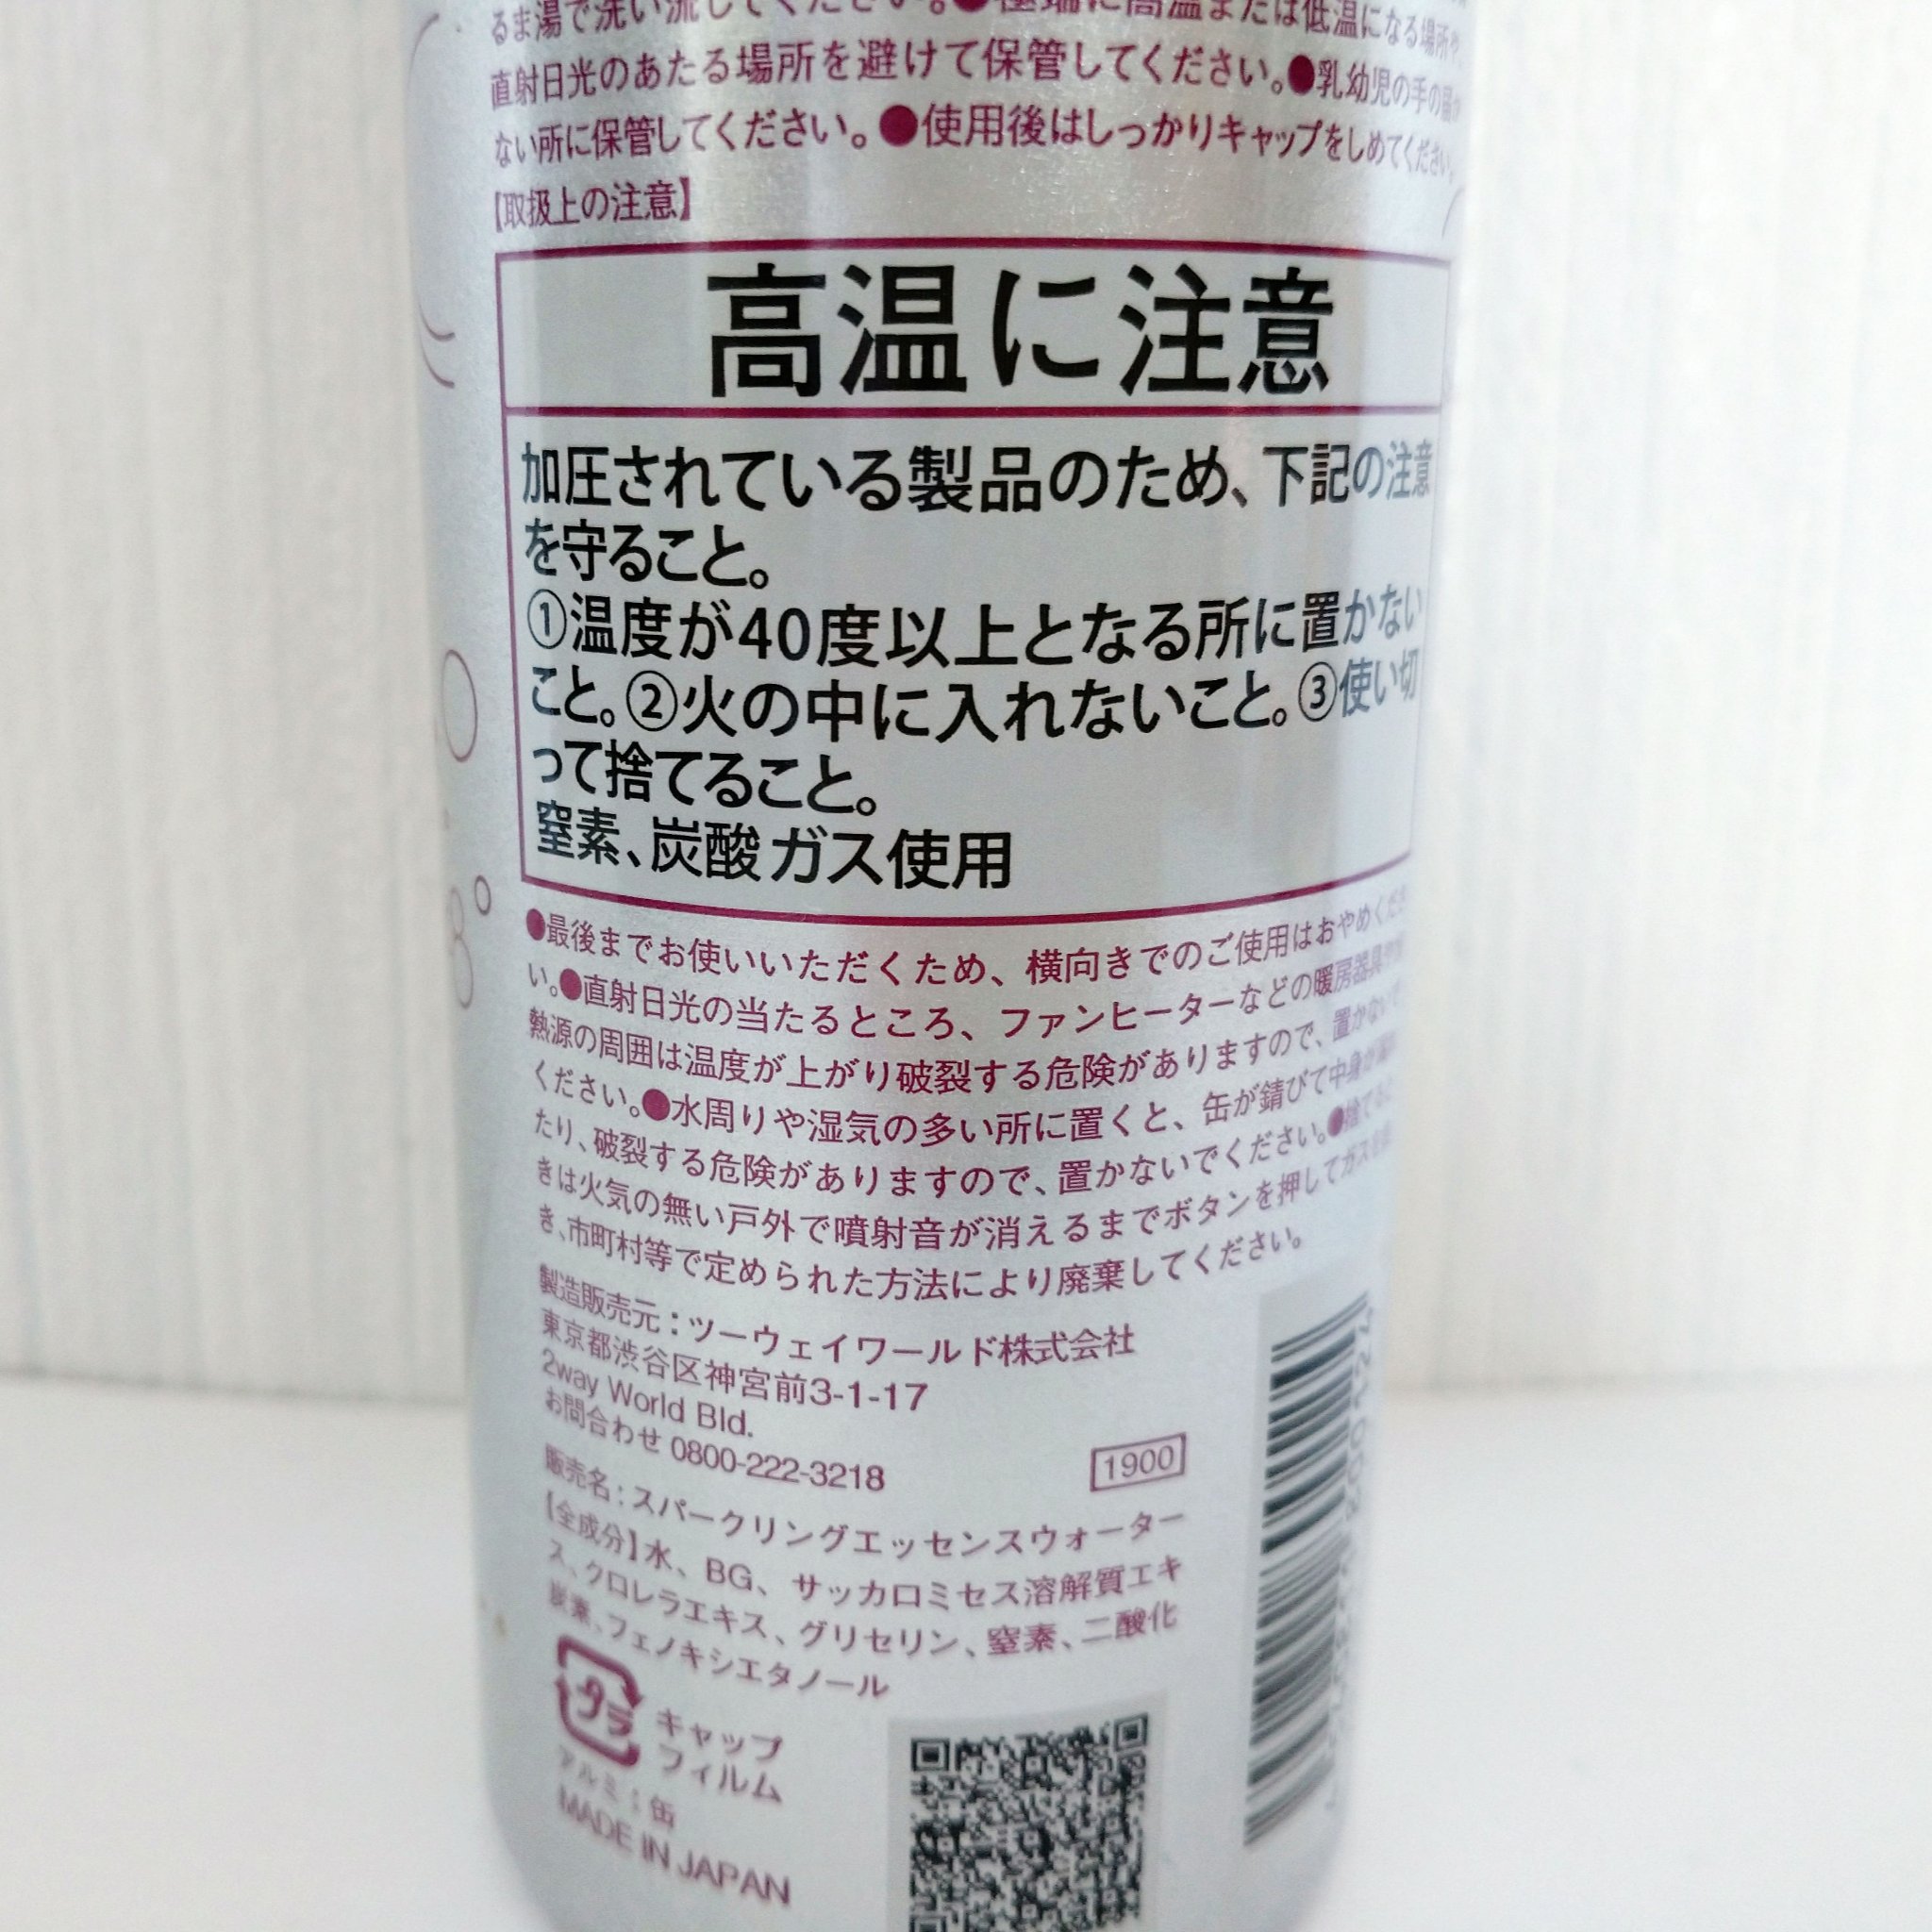 るま湯で洗い流してください。●極端に高温または低温になる場所や、
直射日光のあたる場所を避けて保管してください。●乳幼児の手の届か
ない所に保管してください。●使用後はしっかりキャップをしめてください。
【取扱上の注意】
高温に注意
加圧されている製品のため、下記の注意
を守ること。
①温度が40度以上となる所に置かない
こと。②火の中に入れないこと。③使い切
って捨てること。
窒素、炭酸ガス使用
●最後までお使いいただくため、横向きでのご使用はおやめくださ
い。●直射日光の当たるところ、ファンヒーターなどの暖房器具や
熱源の周囲は温度が上がり破裂する危険がありますので、置かないで
ください。●水周りや湿気の多い所に置くと、缶が錆びて中身が
たり、破裂する危険がありますので、置かないでください。●捨てると
きは火気の無い戸外で噴射音が消えるまでボタンを押してガスを
き、市町村等で定められた方法により廃棄してください。
製造販売元：ツーウェイワールド株式会社
東京都渋谷区神宮前3-1-17
2way World Bld.
お問合わせ 0800-222-3218
1900
販売名：スパークリングエッセンスウォーター
【全成分】水、BG、サッカロミセス溶解質エキ
ス、クロレラエキス、グリセリン、窒素、二酸化
炭素、フェノキシエタノール
プラ
キャップ
フィルム
アルミ：缶
MADE IN JAPAN